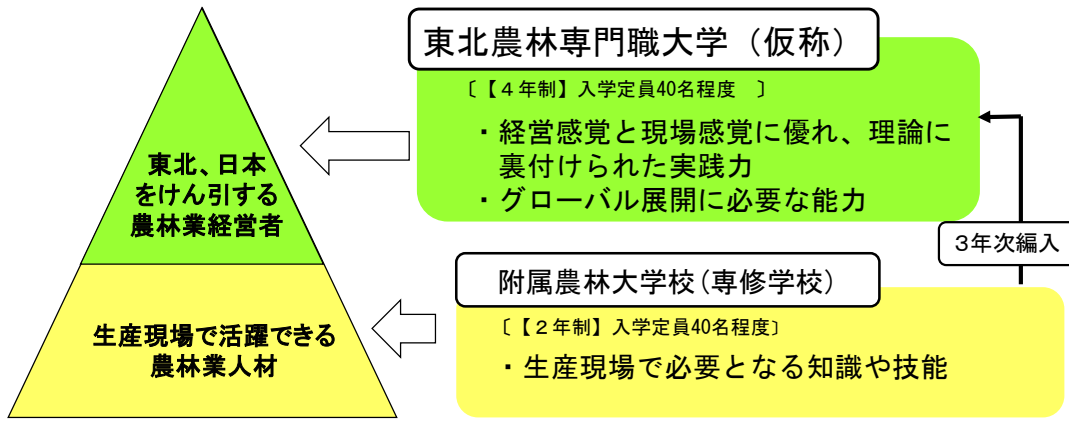 東北農林専門職大学（仮称）
〔【４年制】入学定員40名程度　〕
・経営感覚と現場感覚に優れ、理論に
裏付けられた実践力
・グローバル展開に必要な能力
東北、日本
をけん引する
農林業経営者
３年次編入
附属農林大学校（専修学校）
〔【２年制】入学定員40名程度〕
・生産現場で必要となる知識や技能
生産現場で活躍できる
農林業人材